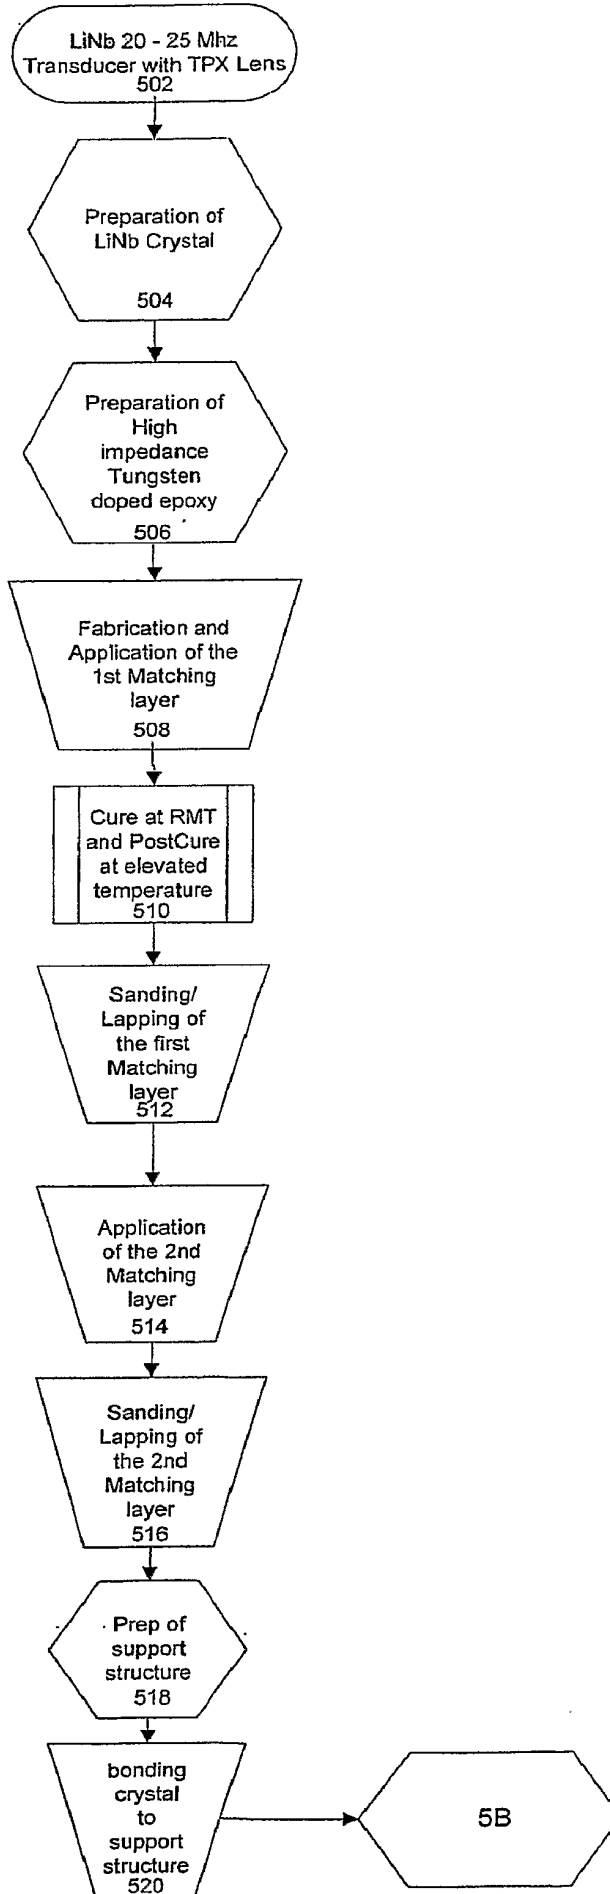 LiNb 20 - 25 Mhz
Transducer with TPX Lens
502
Preparation of
LiNb Crystal
504
Preparation of
High
impedance
Tungsten
doped epoxy
506
Fabrication and
Application of the
1st Matching
layer
508
Cure at RMT
and PostCure
at elevated
temperature
510
Sanding/
Lapping of
the first
Matching
layer
512
Application
of the 2nd
Matching
layer
514
Sanding/
Lapping of
the 2nd
Matching
layer
516
Prep of
support
structure
518
bonding
crystal
to
support
structure
520
5B